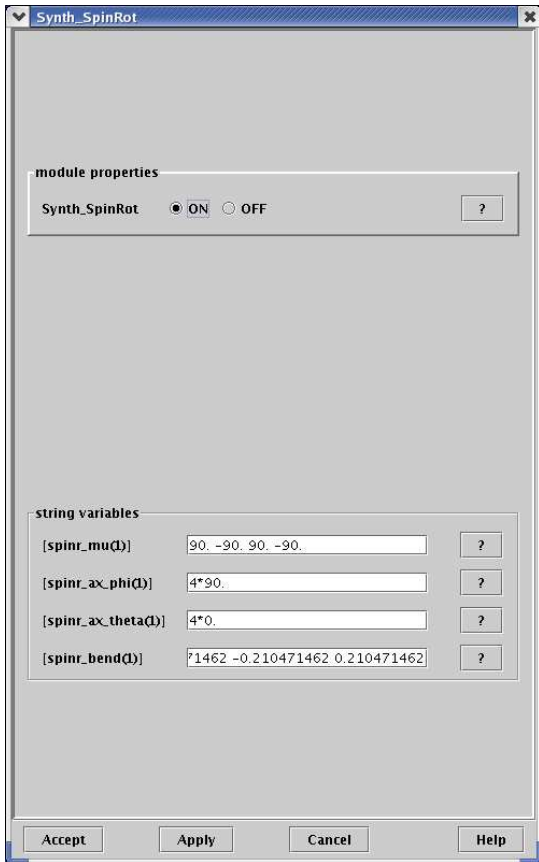 Synth_SpinRot
module properties
Synth_SpinRot ON OFF ?
string variables
[spinr_mu(1)] 90. -90. 90. -90. ?
[spinr_ax_phi(1)] 4*90. ?
[spinr_ax_theta(1)] 4*0. ?
[spinr_bend(1)] 71462 -0.210471462 0.210471462 ?
Accept Apply Cancel Help